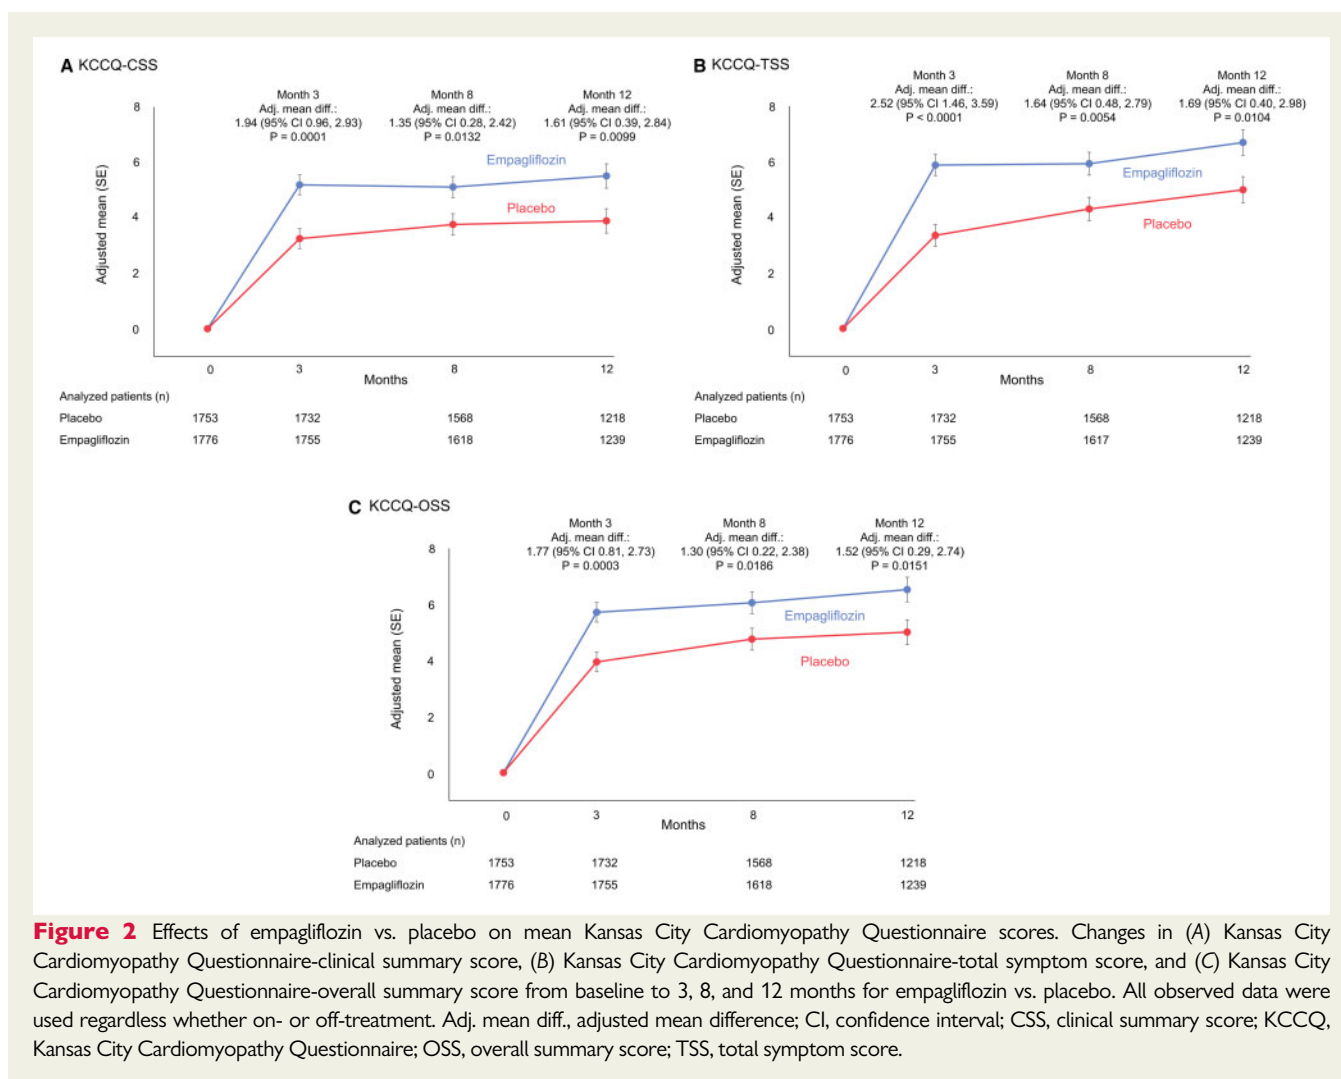 A KCCQ-CSS
Month 3
Adj. mean diff.:
1.94 (95% CI 0.96, 2.93)
P = 0.0001
Month 8
Adj. mean diff.:
1.35 (95% CI 0.28, 2.42)
P = 0.0132
Month 12
Adj. mean diff.:
1.61 (95% CI 0.39, 2.84)
P = 0.0099
Adjusted mean (SE)
8
6
4
2
0
Empagliflozin
Placebo
0 3 8 12
Months
Analyzed patients (n)
Placebo 1753 1732 1568 1218
Empagliflozin 1776 1755 1618 1239
B KCCQ-TSS
Month 3
Adj. mean diff.:
2.52 (95% CI 1.46, 3.59)
P < 0.0001
Month 8
Adj. mean diff.:
1.64 (95% CI 0.48, 2.79)
P = 0.0054
Month 12
Adj. mean diff.:
1.69 (95% CI 0.40, 2.98)
P = 0.0104
Adjusted mean (SE)
8
6
4
2
0
Empagliflozin
Placebo
0 3 8 12
Months
Analyzed patients (n)
Placebo 1753 1732 1568 1218
Empagliflozin 1776 1755 1617 1239
C KCCQ-OSS
Month 3
Adj. mean diff.:
1.77 (95% CI 0.81, 2.73)
P = 0.0003
Month 8
Adj. mean diff.:
1.30 (95% CI 0.22, 2.38)
P = 0.0186
Month 12
Adj. mean diff.:
1.52 (95% CI 0.29, 2.74)
P = 0.0151
Adjusted mean (SE)
8
6
4
2
0
Empagliflozin
Placebo
0 3 8 12
Months
Analyzed patients (n)
Placebo 1753 1732 1568 1218
Empagliflozin 1776 1755 1618 1239
Figure 2 Effects of empagliflozin vs. placebo on mean Kansas City Cardiomyopathy Questionnaire scores. Changes in (A) Kansas City
Cardiomyopathy Questionnaire-clinical summary score, (B) Kansas City Cardiomyopathy Questionnaire-total symptom score, and (C) Kansas City
Cardiomyopathy Questionnaire-overall summary score from baseline to 3, 8, and 12 months for empagliflozin vs. placebo. All observed data were
used regardless whether on- or off-treatment. Adj. mean diff., adjusted mean difference; CI, confidence interval; CSS, clinical summary score; KCCQ,
Kansas City Cardiomyopathy Questionnaire; OSS, overall summary score; TSS, total symptom score.